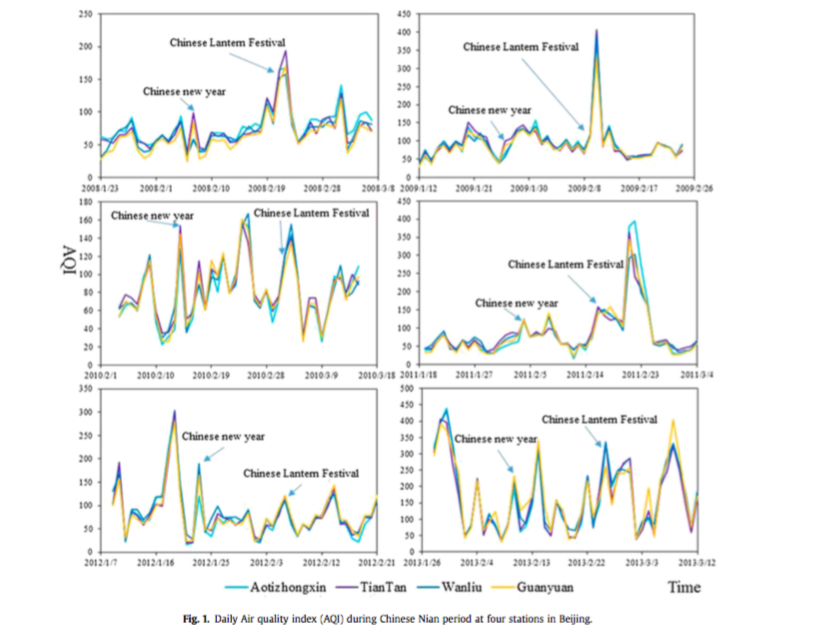 250
200
150
100
50
0
Chinese Lantern Festival
Chinese new year
2008/1/23 2008/2/1 2008/2/10 2008/2/19 2008/2/28 2008/3/8
450
400
350
300
250
200
150
100
50
0
Chinese Lantern Festival
Chinese new year
2009/1/12 2009/1/21 2009/1/30 2009/2/8 2009/2/17 2009/2/26
AQI
180
160
140
120
100
80
60
40
20
0
Chinese new year
Chinese Lantern Festival
2010/2/1 2010/2/10 2010/2/19 2010/2/28 2010/3/9 2010/3/18
450
400
350
300
250
200
150
100
50
0
Chinese Lantern Festival
Chinese new year
2011/1/18 2011/1/27 2011/2/5 2011/2/14 2011/2/23 2011/3/4
350
300
250
200
150
100
50
0
Chinese new year
Chinese Lantern Festival
2012/1/7 2012/1/16 2012/1/25 2012/2/3 2012/2/12 2012/2/21
500
450
400
350
300
250
200
150
100
50
0
Chinese Lantern Festival
Chinese new year
2013/1/26 2013/2/4 2013/2/13 2013/2/22 2013/3/3 2013/3/12
Aotizhongxin TianTan Wanliu Guanyuan Time
Fig. 1. Daily Air quality index (AQI) during Chinese Nian period at four stations in Beijing.